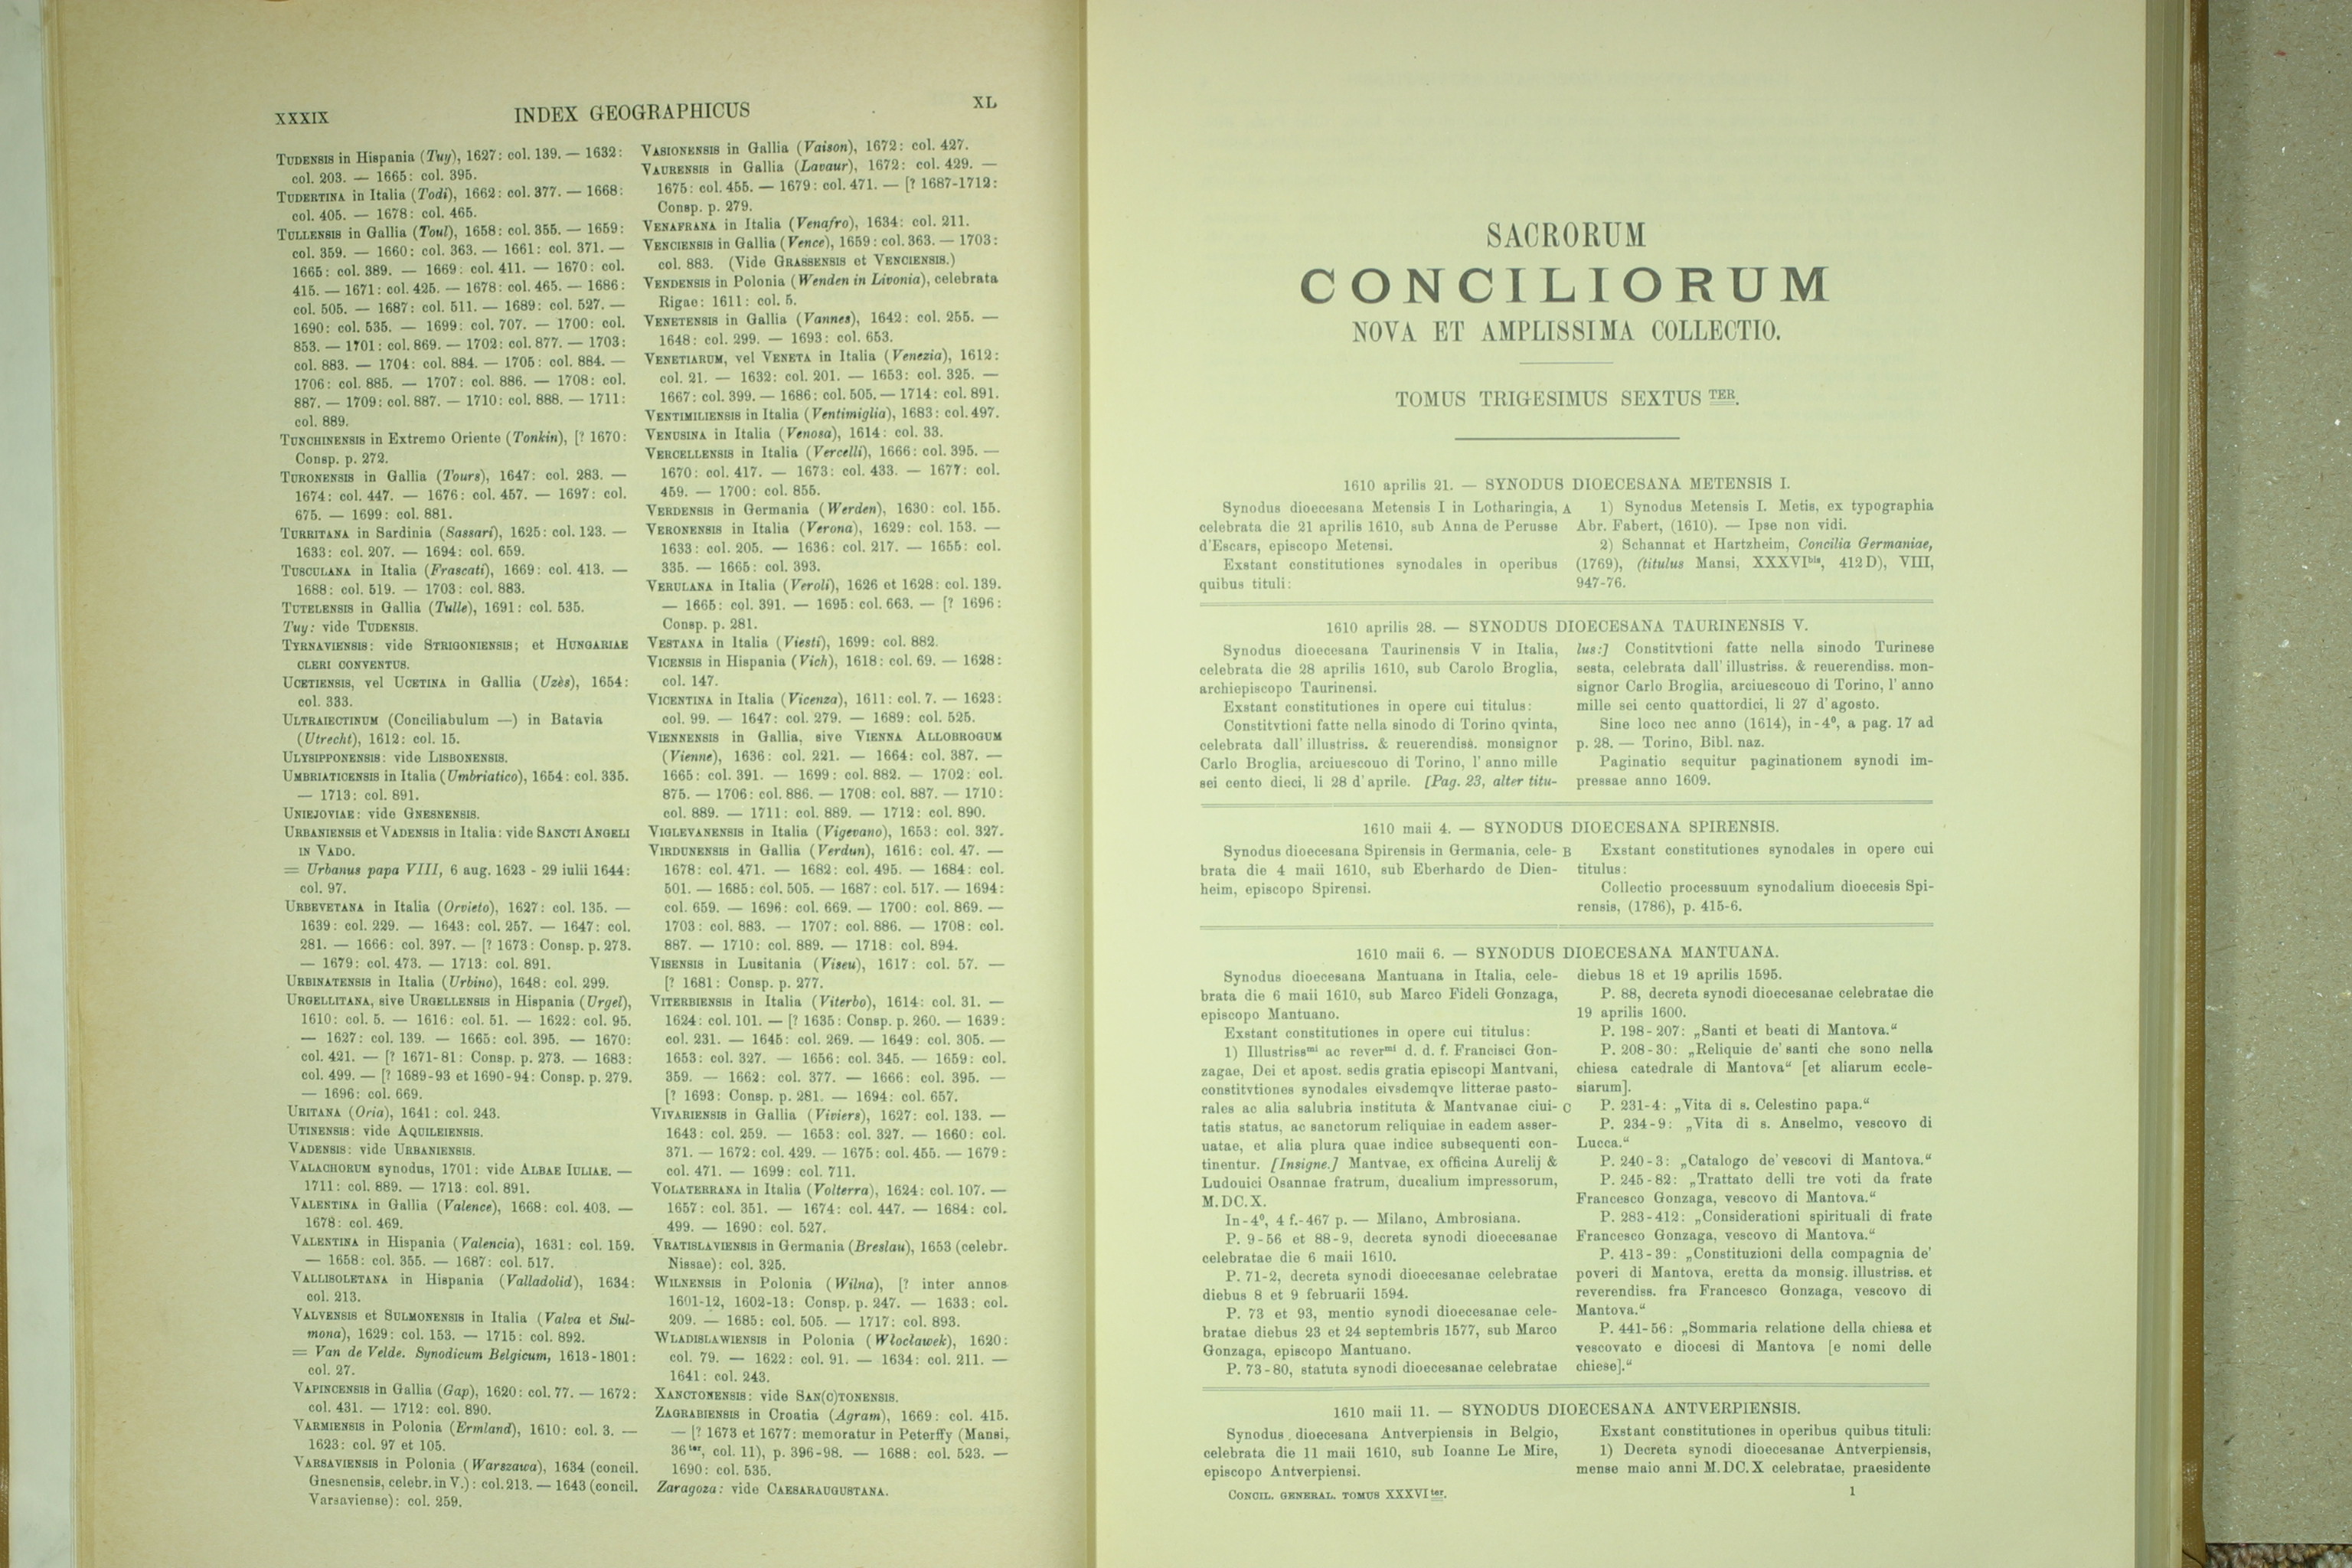 XXXIX
INDEX GEOGRAPHICUS
XL
TUDENSIS in Hispania (Tuy), 1627: col. 139. — 1632:
col. 203. — 1665: col. 395.
TUDERTINA in Italia (Todi), 1662: col. 377. — 1668:
col. 405. — 1678: col. 465.
TULLENSIS in Gallia (Toul), 1658: col. 355. — 1659:
col. 359. — 1660: col. 363. — 1661: col. 371. —
1665: col. 389. — 1669: col. 411. — 1670: col.
415. — 1671: col. 425. — 1678: col. 465. — 1686:
col. 505. — 1687: col. 511. — 1689: col. 527. —
1690: col. 535. — 1699: col. 707. — 1700: col.
853. — 1701: col. 869. — 1702: col. 877. — 1703:
col. 883. — 1704: col. 884. — 1705: col. 884. —
1706: col. 885. — 1707: col. 886. — 1708: col.
887. — 1709: col. 887. — 1710: col. 888. — 1711:
col. 889.
TUNCHINENSIS in Extremo Oriente (Tonkin), [? 1670:
Consp. p. 272.
TURONENSIS in Gallia (Tours), 1647: col. 283. —
1674: col. 447. — 1676: col. 457. — 1697: col.
675. — 1699: col. 881.
TURRITANA in Sardinia (Sassari), 1625: col. 123. —
1633: col. 207. — 1694: col. 659.
TUSCULANA in Italia (Frascati), 1669: col. 413. —
1688: col. 519. — 1703: col. 883.
TUTELENSIS in Gallia (Tulle), 1691: col. 535.
Tuy: vide TUDENSIS.
TYRNAVIENSIS: vide STRIGONIENSIS; et HUNGARIAE
CLERI CONVENTUS.
UCETIENSIS, vel UCETINA in Gallia (Uzès), 1654:
col. 333.
ULTRAIECTINUM (Conciliabulum —) in Batavia
(Utrecht), 1612: col. 15.
ULYSIPPONENSIS: vide LISBONENSIS.
UMBRIATICENSIS in Italia (Umbriatico), 1654: col. 335.
— 1713: col. 891.
UNIEJOVIAE: vide GNESNENSIS.
URBANIENSIS et VADENSIS in Italia: vide SANCTI ANGELI
IN VADO.
= Urbanus papa VIII, 6 aug. 1623 - 29 iulii 1644:
col. 97.
URBEVETANA in Italia (Orvieto), 1627: col. 135. —
1639: col. 229. — 1643: col. 257. — 1647: col.
281. — 1666: col. 397. — [? 1673: Consp. p. 273.
— 1679: col. 473. — 1713: col. 891.
URBINATENSIS in Italia (Urbino), 1648: col. 299.
URGELLITANA, sive URGELLENSIS in Hispania (Urgel),
1610: col. 5. — 1616: col. 51. — 1622: col. 95.
— 1627: col. 139. — 1665: col. 395. — 1670:
col. 421. — [? 1671-81: Consp. p. 273. — 1683:
col. 499. — [? 1689-93 et 1690-94: Consp. p. 279.
— 1696: col. 669.
URITANA (Oria), 1641: col. 243.
UTINENSIS: vide AQUILEIENSIS.
VADENSIS: vide URBANIENSIS.
VALACHORUM synodus, 1701: vide ALBAE IULIAE. —
1711: col. 889. — 1713: col. 891.
VALENTINA in Gallia (Valence), 1668: col. 403. —
1678: col. 469.
VALENTINA in Hispania (Valencia), 1631: col. 159.
— 1658: col. 355. — 1687: col. 517.
VALLISOLETANA in Hispania (Valladolid), 1634:
col. 213.
VALVENSIS et SULMONENSIS in Italia (Valva et Sul-
mona), 1629: col. 153. — 1715: col. 892.
= Van de Velde. Synodicum Belgicum, 1613-1801:
col. 27.
VAPINCENSIS in Gallia (Gap), 1620: col. 77. — 1672:
col. 431. — 1712: col. 890.
VARMIENSIS in Polonia (Ermland), 1610: col. 3. —
1623: col. 97 et 105.
VARSAVIENSIS in Polonia (Warszawa), 1634 (concil.
Gnesnensis, celebr. in V.): col. 213. — 1643 (concil.
Varsaviense): col. 259.
VASIONENSIS in Gallia (Vaison), 1672: col. 427.
VAURENSIS in Gallia (Lavaur), 1672: col. 429. —
1675: col. 455. — 1679: col. 471. — [? 1687-1712:
Consp. p. 279.
VENAFRANA in Italia (Venafro), 1634: col. 211.
VENCIENSIS in Gallia (Vence), 1659: col. 363. — 1703:
col. 883. (Vide GRASSENSIS et VENCIENSIS.)
VENDENSIS in Polonia (Wenden in Livonia), celebrata
Rigae: 1611: col. 5.
VENETENSIS in Gallia (Vannes), 1642: col. 255. —
1648: col. 299. — 1693: col. 653.
VENETIARUM, vel VENETA in Italia (Venezia), 1612:
col. 21. — 1632: col. 201. — 1653: col. 325. —
1667: col. 399. — 1686: col. 505. — 1714: col. 891.
VENTIMILIENSIS in Italia (Ventimiglia), 1683: col. 497.
VENUSINA in Italia (Venosa), 1614: col. 33.
VERCELLENSIS in Italia (Vercelli), 1666: col. 395. —
1670: col. 417. — 1673: col. 433. — 1677: col.
459. — 1700: col. 855.
VERDENSIS in Germania (Werden), 1630: col. 155.
VERONENSIS in Italia (Verona), 1629: col. 153. —
1633: col. 205. — 1636: col. 217. — 1655: col.
335. — 1665: col. 393.
VERULANA in Italia (Veroli), 1626 et 1628: col. 139.
— 1665: col. 391. — 1695: col. 663. — [? 1696:
Consp. p. 281.
VESTANA in Italia (Viesti), 1699: col. 882.
VICENSIS in Hispania (Vich), 1618: col. 69. — 1628:
col. 147.
VICENTINA in Italia (Vicenza), 1611: col. 7. — 1623:
col. 99. — 1647: col. 279. — 1689: col. 525.
VIENNENSIS in Gallia, sive VIENNA ALLOBROGUM
(Vienne), 1636: col. 221. — 1664: col. 387. —
1665: col. 391. — 1699: col. 882. — 1702: col.
875. — 1706: col. 886. — 1708: col. 887. — 1710:
col. 889. — 1711: col. 889. — 1712: col. 890.
VIGLEVANENSIS in Italia (Vigevano), 1653: col. 327.
VIRDUNENSIS in Gallia (Verdun), 1616: col. 47. —
1678: col. 471. — 1682: col. 495. — 1684: col.
501. — 1685: col. 505. — 1687: col. 517. — 1694:
col. 659. — 1696: col. 669. — 1700: col. 869. —
1703: col. 883. — 1707: col. 886. — 1708: col.
887. — 1710: col. 889. — 1718: col. 894.
VISENSIS in Lusitania (Viseu), 1617: col. 57. —
[? 1681: Consp. p. 277.
VITERBIENSIS in Italia (Viterbo), 1614: col. 31. —
1624: col. 101. — [? 1635: Consp. p. 260. — 1639:
col. 231. — 1645: col. 269. — 1649: col. 305. —
1653: col. 327. — 1656: col. 345. — 1659: col.
359. — 1662: col. 377. — 1666: col. 395. —
[? 1693: Consp. p. 281. — 1694: col. 657.
VIVARIENSIS in Gallia (Viviers), 1627: col. 133. —
1643: col. 259. — 1653: col. 327. — 1660: col.
371. — 1672: col. 429. — 1675: col. 455. — 1679:
col. 471. — 1699: col. 711.
VOLATERRANA in Italia (Volterra), 1624: col. 107. —
1657: col. 351. — 1674: col. 447. — 1684: col.
499. — 1690: col. 527.
VRATISLAVIENSIS in Germania (Breslau), 1653 (celebr.
Nissae): col. 325.
WILNENSIS in Polonia (Wilna), [? inter annos
1601-12, 1602-13: Consp. p. 247. — 1633: col.
209. — 1685: col. 505. — 1717: col. 893.
WLADISLAWIENSIS in Polonia (Wloclawek), 1620:
col. 79. — 1622: col. 91. — 1634: col. 211. —
1641: col. 243.
XANCTONENSIS: vide SAN(C)TONENSIS.
ZAGRABIENSIS in Croatia (Agram), 1669: col. 415.
— [? 1673 et 1677: memoratur in Peterffy (Mansi,
36ter, col. 11), p. 396-98. — 1688: col. 523. —
1690: col. 535.
Zaragoza: vide CAESARAUGUSTANA.
SACRORUM
CONCILIORUM
NOVA ET AMPLISSIMA COLLECTIO.
TOMUS TRIGESIMUS SEXTUS TER.
1610 aprilis 21. — SYNODUS DIOECESANA METENSIS I.
Synodus dioecesana Metensis I in Lotharingia, A
celebrata die 21 aprilis 1610, sub Anna de Perusse
d'Escars, episcopo Metensi.
Exstant constitutiones synodales in operibus
quibus tituli:
1) Synodus Metensis I. Metis, ex typographia
Abr. Fabert, (1610). — Ipse non vidi.
2) Schannat et Hartzheim, Concilia Germaniae,
(1769), (titulus Mansi, XXXVIbis, 412 D), VIII,
947-76.
1610 aprilis 28. — SYNODUS DIOECESANA TAURINENSIS V.
Synodus dioecesana Taurinensis V in Italia,
celebrata die 28 aprilis 1610, sub Carolo Broglia,
archiepiscopo Taurinensi.
Exstant constitutiones in opere cui titulus:
Constitvtioni fatte nella sinodo di Torino qvinta,
celebrata dall' illustriss. & reuerendiss. monsignor
Carlo Broglia, arciuescouo di Torino, l' anno mille
sei cento dieci, li 28 d'aprile. [Pag. 23, alter titu-
lus:] Constitvtioni fatte nella sinodo Turinese
sesta, celebrata dall' illustriss. & reuerendiss. mon-
signor Carlo Broglia, arciuescouo di Torino, l' anno
mille sei cento quattordici, li 27 d'agosto.
Sine loco nec anno (1614), in-4º, a pag. 17 ad
p. 28. — Torino, Bibl. naz.
Paginatio sequitur paginationem synodi im-
pressae anno 1609.
1610 maii 4. — SYNODUS DIOECESANA SPIRENSIS.
Synodus dioecesana Spirensis in Germania, cele- B
brata die 4 maii 1610, sub Eberhardo de Dien-
heim, episcopo Spirensi.
Exstant constitutiones synodales in opere cui
titulus:
Collectio processuum synodalium dioecesis Spi-
rensis, (1786), p. 415-6.
1610 maii 6. — SYNODUS DIOECESANA MANTUANA.
Synodus dioecesana Mantuana in Italia, cele-
brata die 6 maii 1610, sub Marco Fideli Gonzaga,
episcopo Mantuano.
Exstant constitutiones in opere cui titulus:
1) Illustrissmi ac revermi d. d. f. Francisci Gon-
zagae, Dei et apost. sedis gratia episcopi Mantvani,
constitvtiones synodales eivsdemqve litterae pasto-
rales ac alia salubria instituta & Mantvanae ciui- C
tatis status, ac sanctorum reliquiae in eadem asser-
uatae, et alia plura quae indice subsequenti con-
tinentur. [Insigne.] Mantvae, ex officina Aurelij &
Ludouici Osannae fratrum, ducalium impressorum,
M.DC.X.
In-4º, 4 f.-467 p. — Milano, Ambrosiana.
P. 9-56 et 88-9, decreta synodi dioecesanae
celebratae die 6 maii 1610.
P. 71-2, decreta synodi dioecesanae celebratae
diebus 8 et 9 februarii 1594.
P. 73 et 93, mentio synodi dioecesanae cele-
bratae diebus 23 et 24 septembris 1577, sub Marco
Gonzaga, episcopo Mantuano.
P. 73-80, statuta synodi dioecesanae celebratae
diebus 18 et 19 aprilis 1595.
P. 88, decreta synodi dioecesanae celebratae die
19 aprilis 1600.
P. 198-207: „Santi et beati di Mantova.“
P. 208-30: „Reliquie de' santi che sono nella
chiesa catedrale di Mantova“ [et aliarum eccle-
siarum].
P. 231-4: „Vita di s. Celestino papa.“
P. 234-9: „Vita di s. Anselmo, vescovo di
Lucca.“
P. 240-3: „Catalogo de' vescovi di Mantova.“
P. 245-82: „Trattato delli tre voti da frate
Francesco Gonzaga, vescovo di Mantova.“
P. 283-412: „Considerationi spirituali di frate
Francesco Gonzaga, vescovo di Mantova.“
P. 413-39: „Constituzioni della compagnia de'
poveri di Mantova, eretta da monsig. illustriss. et
reverendiss. fra Francesco Gonzaga, vescovo di
Mantova.“
P. 441-56: „Sommaria relatione della chiesa et
vescovato e diocesi di Mantova [e nomi delle
chiese].“
1610 maii 11. — SYNODUS DIOECESANA ANTVERPIENSIS.
Synodus dioecesana Antverpiensis in Belgio,
celebrata die 11 maii 1610, sub Ioanne Le Mire,
episcopo Antverpiensi.
Exstant constitutiones in operibus quibus tituli:
1) Decreta synodi dioecesanae Antverpiensis,
mense maio anni M.DC.X celebratae, praesidente
CONCIL. GENERAL. TOMUS XXXVI ter.
1